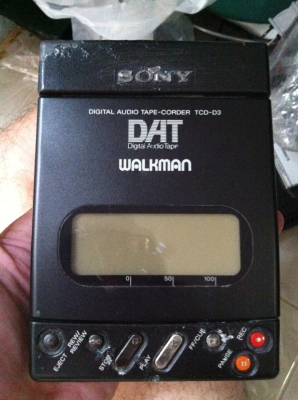 SONY
DIGITAL AUDIO TAPE-CORDER TCD-D3
DAT
Digital Audio Tape
WALKMAN
0 50 100
EJECT
REW/REVIEW
STOP
PLAY
FF/CUE
PAUSE
REC